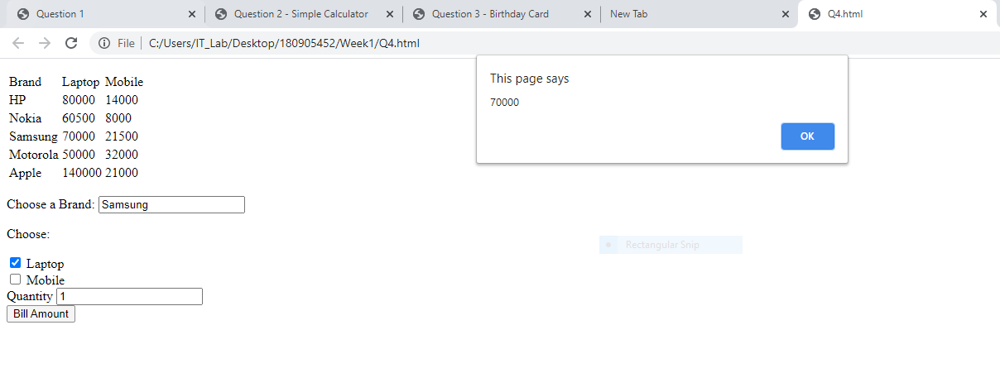 Question 1 Question 2 - Simple Calculator Question 3 - Birthday Card New Tab Q4.html
File C:/Users/IT_Lab/Desktop/180905452/Week1/Q4.html
This page says
70000
OK
Brand Laptop Mobile
HP 80000 14000
Nokia 60500 8000
Samsung 70000 21500
Motorola 50000 32000
Apple 140000 21000
Choose a Brand: Samsung
Choose:
Rectangular Snip
Laptop
Mobile
Quantity 1
Bill Amount